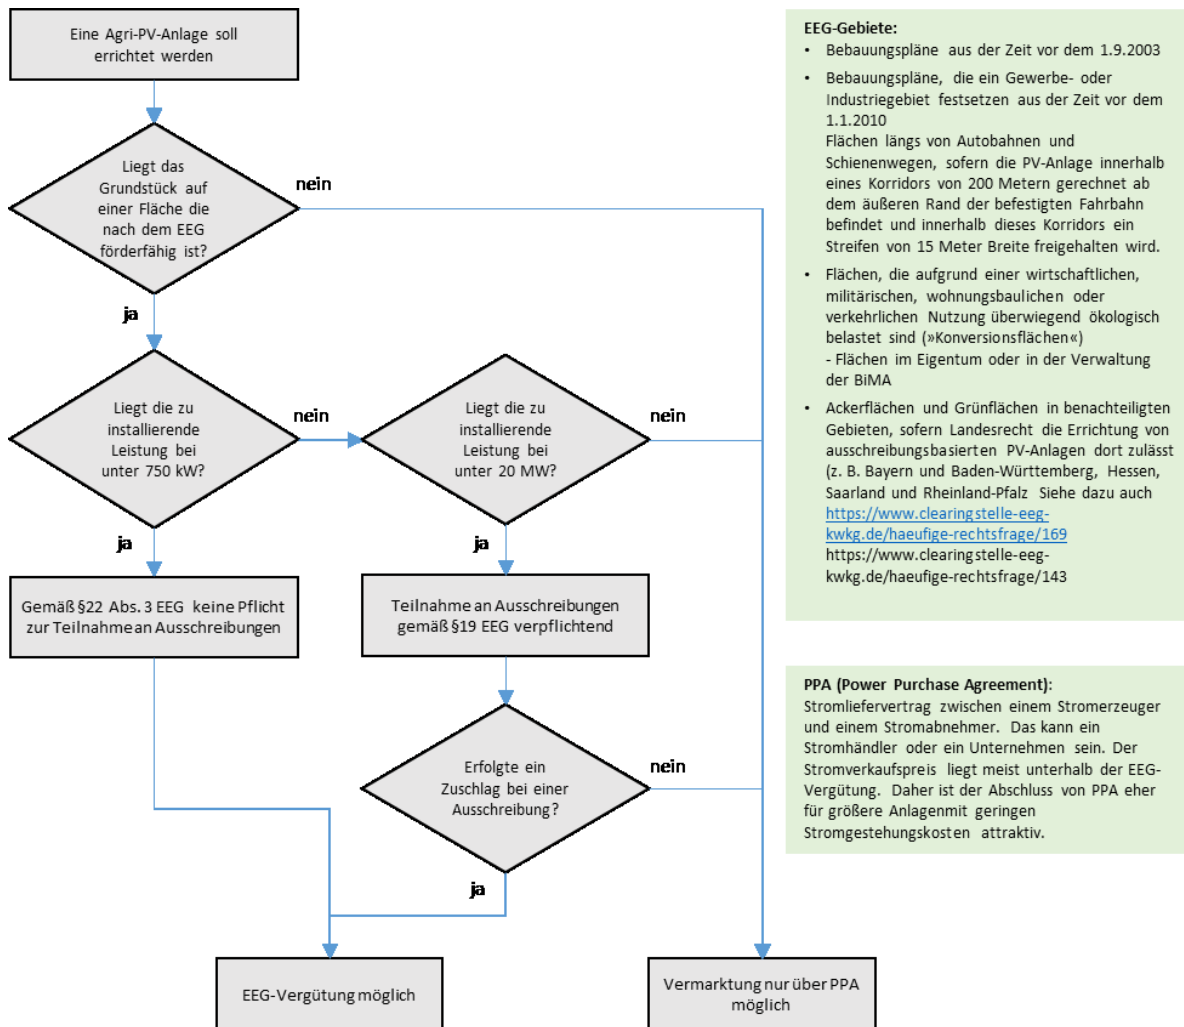 Eine Agri-PV-Anlage soll
errichtet werden
Liegt das
Grundstück auf
einer Fläche die
nach dem EEG
förderfähig ist?
nein
ja
Liegt die zu
installierende
Leistung bei
unter 750 kW?
nein
ja
Liegt die zu
installierende
Leistung bei
unter 20 MW?
nein
ja
Gemäß §22 Abs. 3 EEG keine Pflicht
zur Teilnahme an Ausschreibungen
Teilnahme an Ausschreibungen
gemäß §19 EEG verpflichtend
Erfolgte ein
Zuschlag bei einer
Ausschreibung?
nein
ja
EEG-Vergütung möglich
Vermarktung nur über PPA
möglich
EEG-Gebiete:
• Bebauungspläne aus der Zeit vor dem 1.9.2003
• Bebauungspläne, die ein Gewerbe- oder
Industriegebiet festsetzen aus der Zeit vor dem
1.1.2010
Flächen längs von Autobahnen und
Schienenwegen, sofern die PV-Anlage innerhalb
eines Korridors von 200 Metern gerechnet ab
dem äußeren Rand der befestigten Fahrbahn
befindet und innerhalb dieses Korridors ein
Streifen von 15 Meter Breite freigehalten wird.
• Flächen, die aufgrund einer wirtschaftlichen,
militärischen, wohnungsbaulichen oder
verkehrlichen Nutzung überwiegend ökologisch
belastet sind (»Konversionsflächen«)
- Flächen im Eigentum oder in der Verwaltung
der BiMA
• Ackerflächen und Grünflächen in benachteiligten
Gebieten, sofern Landesrecht die Errichtung von
ausschreibungsbasierten PV-Anlagen dort zulässt
(z. B. Bayern und Baden-Württemberg, Hessen,
Saarland und Rheinland-Pfalz Siehe dazu auch
https://www.clearingstelle-eeg-
kwkg.de/haeufige-rechtsfrage/169
https://www.clearingstelle-eeg-
kwkg.de/haeufige-rechtsfrage/143
PPA (Power Purchase Agreement):
Stromliefervertrag zwischen einem Stromerzeuger
und einem Stromabnehmer. Das kann ein
Stromhändler oder ein Unternehmen sein. Der
Stromverkaufspreis liegt meist unterhalb der EEG-
Vergütung. Daher ist der Abschluss von PPA eher
für größere Anlagenmit geringen
Stromgestehungskosten attraktiv.